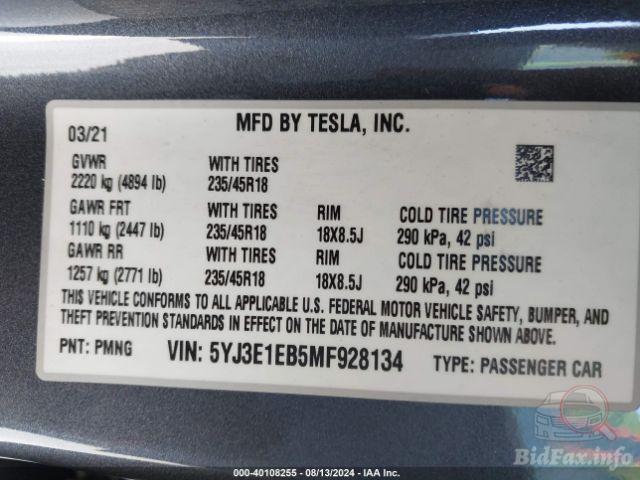 03/21
MFD BY TESLA, INC.
GVWR WITH TIRES
2220 kg (4894 lb) 235/45R18
GAWR FRT WITH TIRES RIM COLD TIRE PRESSURE
1110 kg (2447 lb) 235/45R18 18X8.5J 290 kPa, 42 psi
GAWR RR WITH TIRES RIM COLD TIRE PRESSURE
1257 kg (2771 lb) 235/45R18 18X8.5J 290 kPa, 42 psi
THIS VEHICLE CONFORMS TO ALL APPLICABLE U.S. FEDERAL MOTOR VEHICLE SAFETY, BUMPER, AND
THEFT PREVENTION STANDARDS IN EFFECT ON THE DATE OF MANUFACTURE SHOWN ABOVE.
PNT: PMNG VIN: 5YJ3E1EB5MF928134 TYPE: PASSENGER CAR
BidFax.info
000-40108255 - 08/13/2024 - IAA Inc.